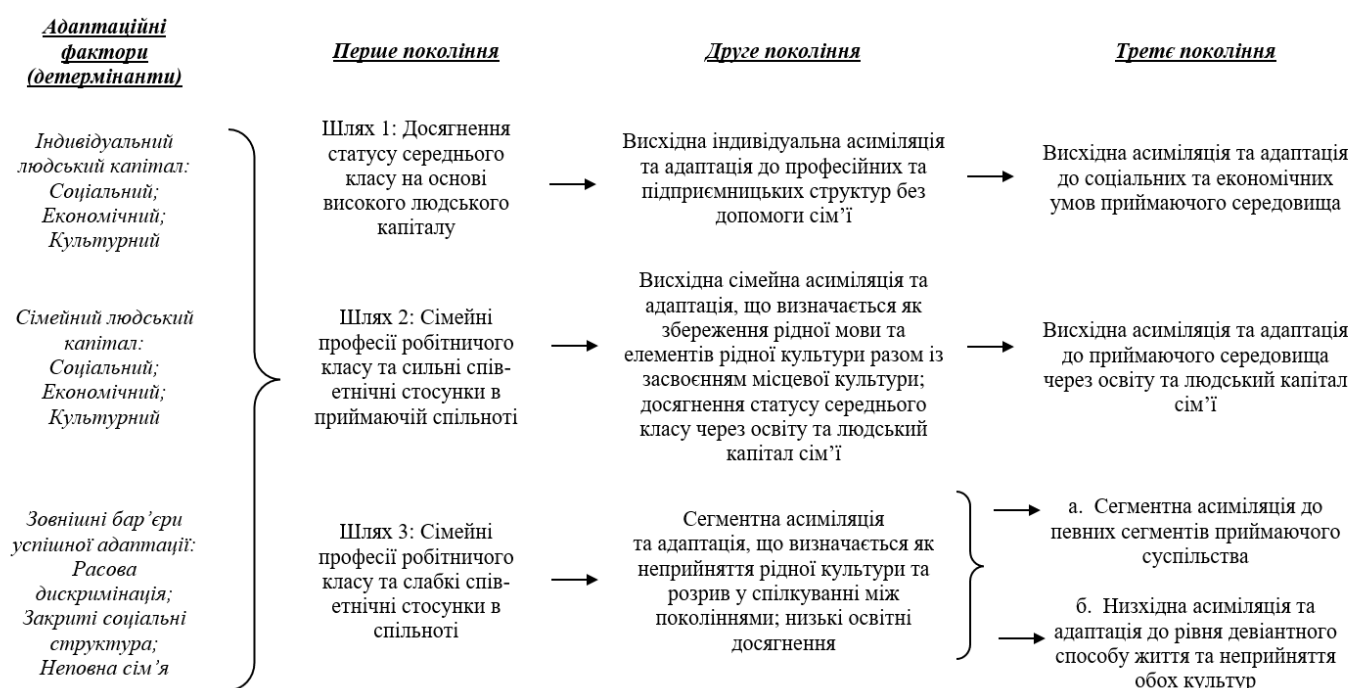 Адаптаційні
фактори
(детермінанти)
Перше покоління
Друге покоління
Третє покоління
Індивідуальний
людський капітал:
Соціальний;
Економічний;
Культурний
Шлях 1: Досягнення
статусу середнього
класу на основі
високого людського
капіталу
Висхідна індивідуальна асиміляція
та адаптація до професійних та
підприємницьких структур без
допомоги сім’ї
Висхідна асиміляція та адаптація
до соціальних та економічних
умов приймаючого середовища
Сімейний людський
капітал:
Соціальний;
Економічний;
Культурний
Шлях 2: Сімейні
професії робітничого
класу та сильні спів-
етнічні стосунки в
приймаючій спільноті
Висхідна сімейна асиміляція та
адаптація, що визначається як
збереження рідної мови та
елементів рідної культури разом із
засвоєнням місцевої культури;
досягнення статусу середнього
класу через освіту та людський
капітал сім’ї
Висхідна асиміляція та адаптація
до приймаючого середовища
через освіту та людський капітал
сім’ї
Зовнішні бар’єри
успішної адаптації:
Расова
дискримінація;
Закриті соціальні
структура;
Неповна сім’я
Шлях 3: Сімейні
професії робітничого
класу та слабкі спів-
етнічні стосунки в
спільноті
Сегментна асиміляція
та адаптація, що визначається як
неприйняття рідної культури та
розрив у спілкуванні між
поколіннями; низькі освітні
досягнення
а. Сегментна асиміляція до
певних сегментів приймаючого
суспільства
б. Низхідна асиміляція та
адаптація до рівня девіантного
способу життя та неприйняття
обох культур